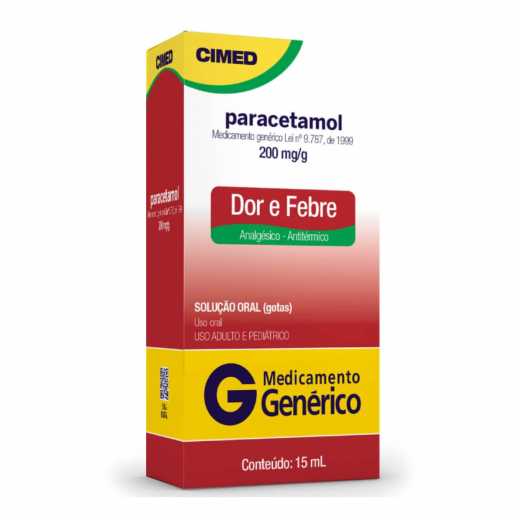 CIMED
CIMED
paracetamol
Medicamento genérico Lei nº 9.787, de 1999
200 mg/g
paracetamol
200 mg/g
Dor e Febre
Analgésico - Antitérmico
SOLUÇÃO ORAL (gotas)
Uso oral
USO ADULTO E PEDIÁTRICO
G Medicamento
Genérico
Conteúdo: 15 mL